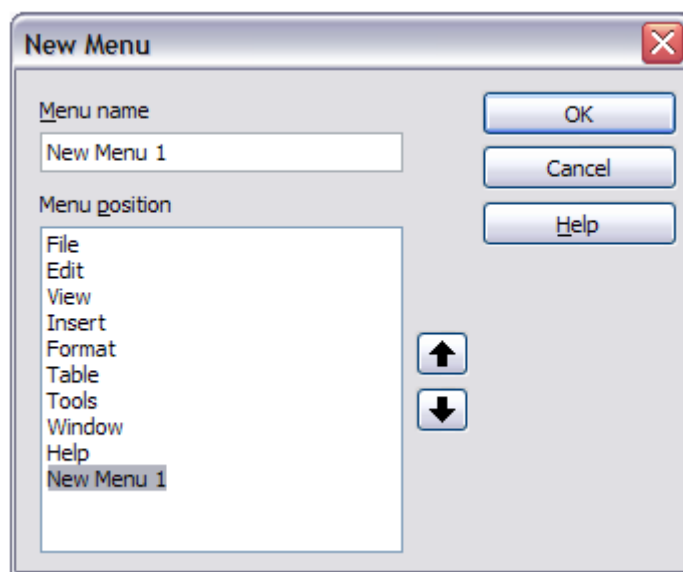 New Menu
Menu name
New Menu 1
OK
Cancel
Help
Menu position
File
Edit
View
Insert
Format
Table
Tools
Window
Help
New Menu 1